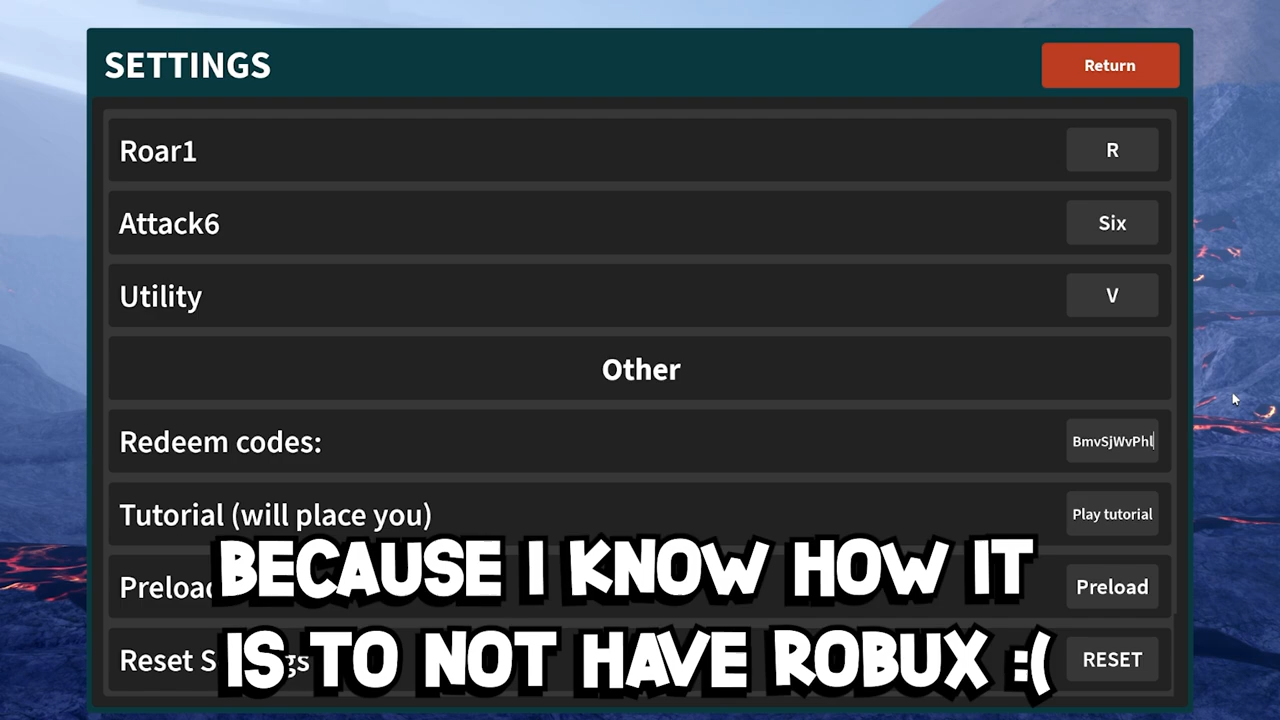 SETTINGS
Return
Roar1
R
Attack6
Six
Utility
V
Other
Redeem codes:
BmvSjWvPhl
Tutorial (will place you)
Play tutorial
Preload
Reset S gs
RESET
BECAUSE I KNOW HOW IT
IS TO NOT HAVE ROBUX :(